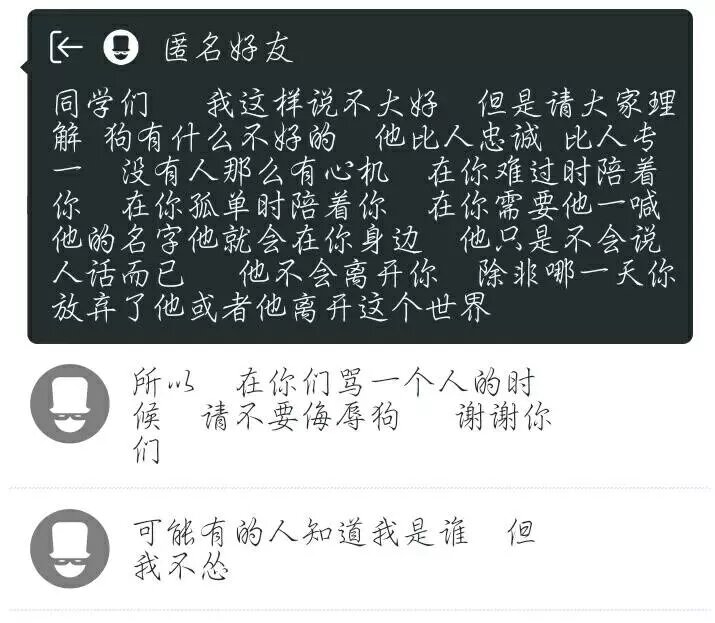 匿名好友
同学们 我这样说不大好 但是请大家理
解 狗有什么不好的 他比人忠诚 比人专
一 没有人那么有心机 在你难过时陪着
你 在你孤单时陪着你 在你需要他一喊
他的名字他就会在你身边 他只是不会说
人话而已 他不会离开你 除非哪一天你
放弃了他或者他离开这个世界
所以 在你们骂一个人的时
候 请不要侮辱狗 谢谢你
们
可能有的人知道我是谁 但
我不怂